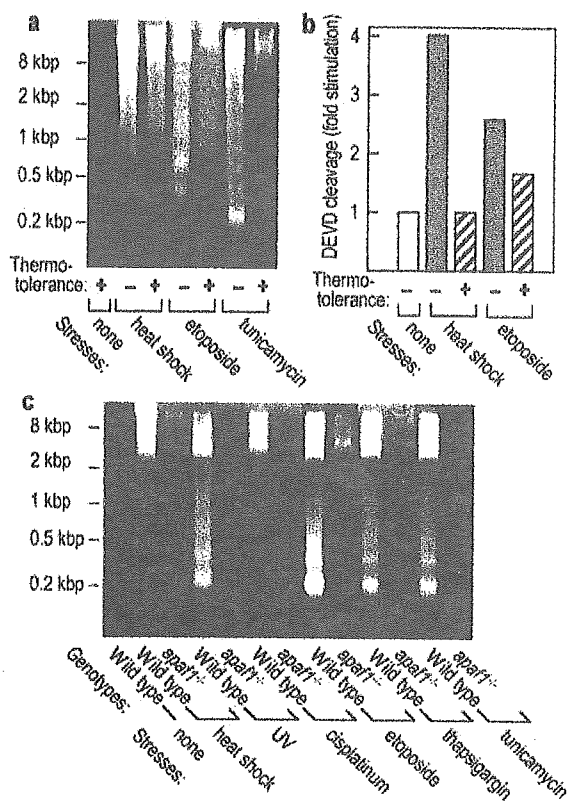 a
8 kbp
2 kbp
1 kbp
0.5 kbp
0.2 kbp
Thermo-
tolerance: + - + - + - +
Stresses: none heat shock etoposide tunicamycin
b
DEVD cleavage (fold stimulation)
4
3
2
1
Thermo-
tolerance: - - + - +
Stresses: none heat shock etoposide
c
8 kbp
2 kbp
1 kbp
0.5 kbp
0.2 kbp
Genotypes: Wild type Wild type apaf1-/- Wild type apaf1-/- Wild type apaf1-/- Wild type apaf1-/- Wild type apaf1-/- Wild type apaf1-/-
Stresses: none heat shock UV cisplatinum etoposide thapsigargin tunicamycin